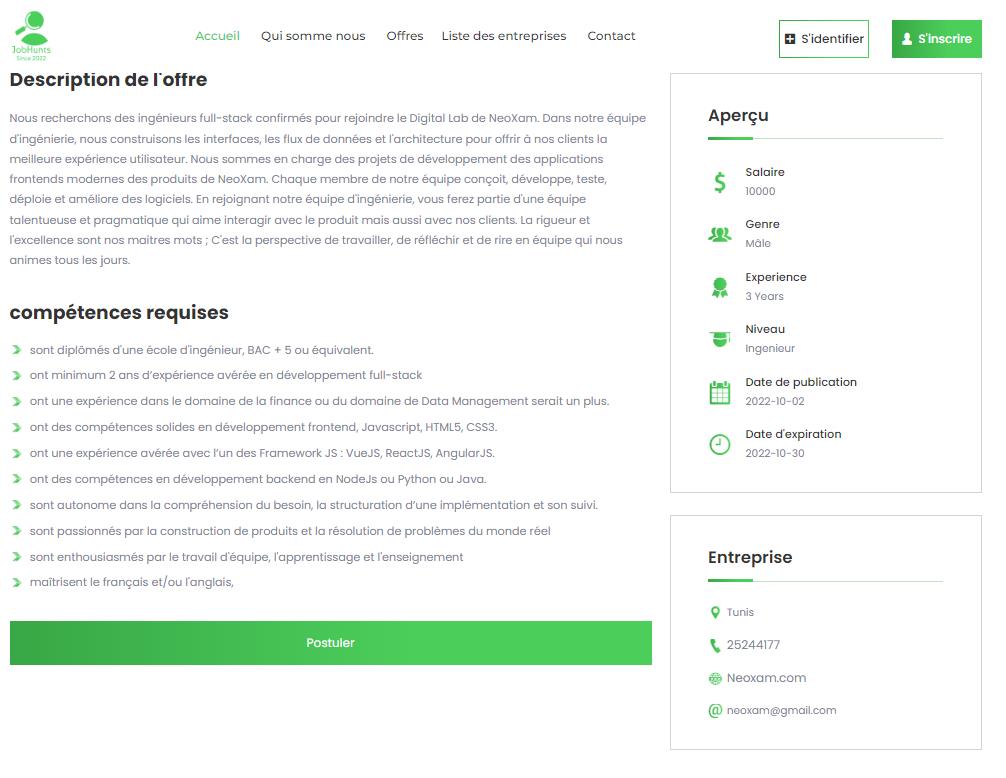 JobHunts
Since 2022
Accueil
Qui somme nous
Offres
Liste des entreprises
Contact
S'identifier
S'inscrire
Description de l'offre
Nous recherchons des ingénieurs full-stack confirmés pour rejoindre le Digital Lab de NeoXam. Dans notre équipe
d'ingénierie, nous construisons les interfaces, les flux de données et l'architecture pour offrir à nos clients la
meilleure expérience utilisateur. Nous sommes en charge des projets de développement des applications
frontends modernes des produits de NeoXam. Chaque membre de notre équipe conçoit, développe, teste,
déploie et améliore des logiciels. En rejoignant notre équipe d'ingénierie, vous ferez partie d'une équipe
talentueuse et pragmatique qui aime interagir avec le produit mais aussi avec nos clients. La rigueur et
l'excellence sont nos maitres mots ; C'est la perspective de travailler, de réfléchir et de rire en équipe qui nous
animes tous les jours.
compétences requises
sont diplômés d'une école d'ingénieur, BAC + 5 ou équivalent.
ont minimum 2 ans d’expérience avérée en développement full-stack
ont une expérience dans le domaine de la finance ou du domaine de Data Management serait un plus.
ont des compétences solides en développement frontend, Javascript, HTML5, CSS3.
ont une expérience avérée avec l’un des Framework JS : VueJS, ReactJS, AngularJS.
ont des compétences en développement backend en NodeJs ou Python ou Java.
sont autonome dans la compréhension du besoin, la structuration d’une implémentation et son suivi.
sont passionnés par la construction de produits et la résolution de problèmes du monde réel
sont enthousiasmés par le travail d'équipe, l'apprentissage et l'enseignement
maîtrisent le français et/ou l'anglais,
Postuler
Aperçu
Salaire
10000
Genre
Mâle
Experience
3 Years
Niveau
Ingenieur
Date de publication
2022-10-02
Date d'expiration
2022-10-30
Entreprise
Tunis
25244177
Neoxam.com
neoxam@gmail.com